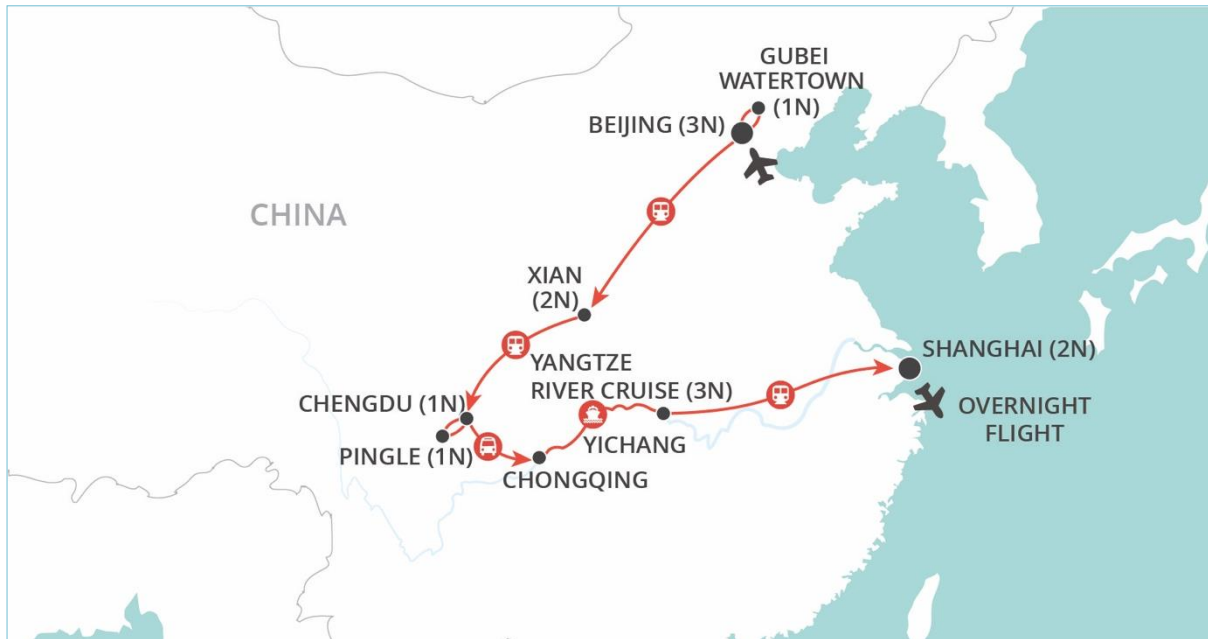 GUBEI
WATERTOWN
(1N)
BEIJING (3N)
CHINA
XIAN
(2N)
YANGTZE
RIVER CRUISE (3N)
SHANGHAI (2N)
CHENGDU (1N)
OVERNIGHT
FLIGHT
PINGLE (1N)
YICHANG
CHONGQING